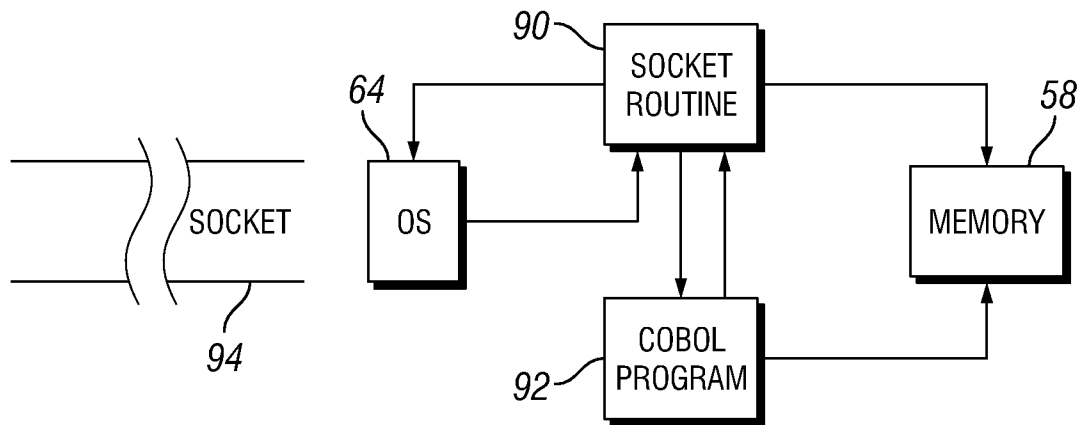 90
SOCKET
ROUTINE
64
58
OS
MEMORY
SOCKET
94
92
COBOL
PROGRAM